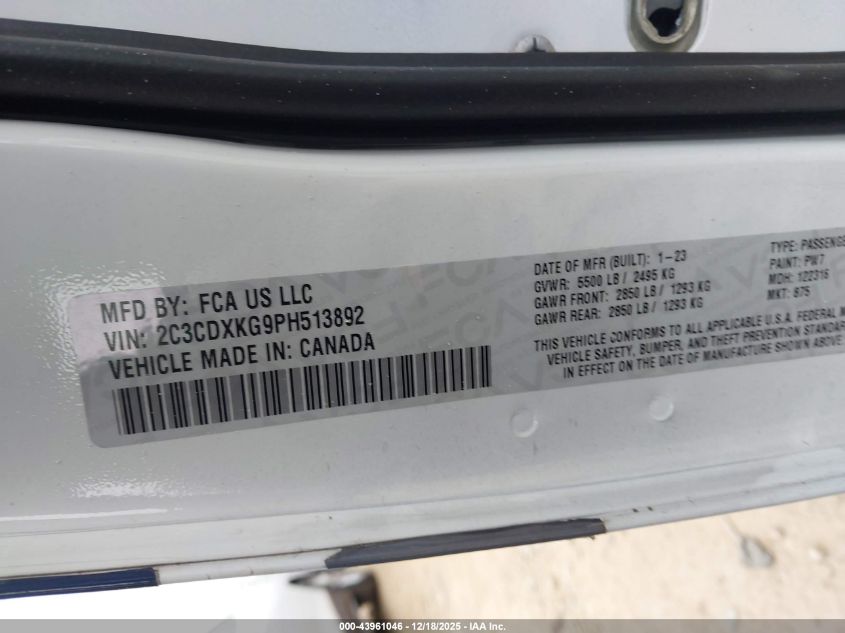 MFD BY: FCA US LLC
VIN: 2C3CDXKG9PH513892
VEHICLE MADE IN: CANADA
DATE OF MFR (BUILT): 1-23
GVWR: 5500 LB / 2495 KG
GAWR FRONT: 2850 LB / 1293 KG
GAWR REAR: 2850 LB / 1293 KG
TYPE: PASSENGE
PAINT: PW7
MDH: 122316
MKT: 875
THIS VEHICLE CONFORMS TO ALL APPLICABLE U.S.A. FEDERAL M
VEHICLE SAFETY, BUMPER, AND THEFT PREVENTION STANDAR
IN EFFECT ON THE DATE OF MANUFACTURE SHOWN ABOVE
000-43961046 - 12/18/2025 - IAA Inc.